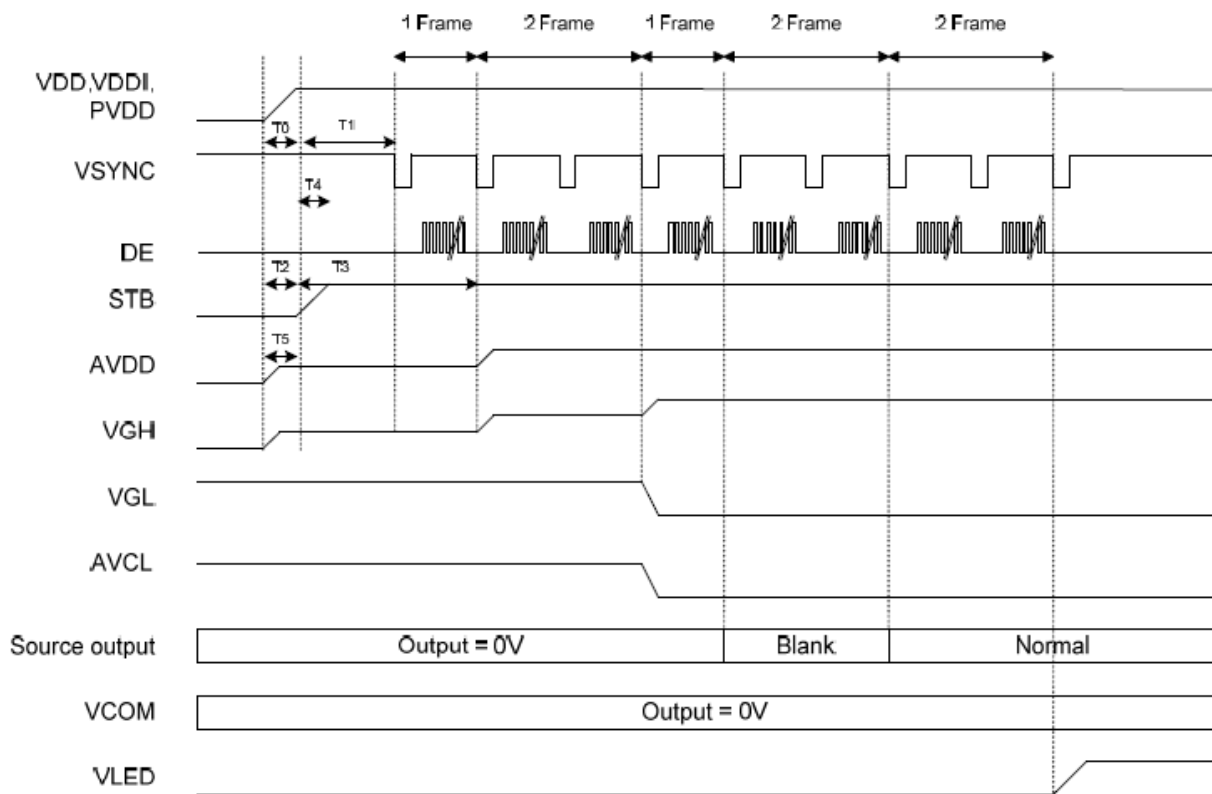 1 Frame 2 Frame 1 Frame 2 Frame 2 Frame
VDD,VDDI,
PVDD
T0 T1
VSYNC
T4
DE
T2 T3
STB
T5
AVDD
VGH
VGL
AVCL
Source output Output = 0V Blank Normal
VCOM Output = 0V
VLED